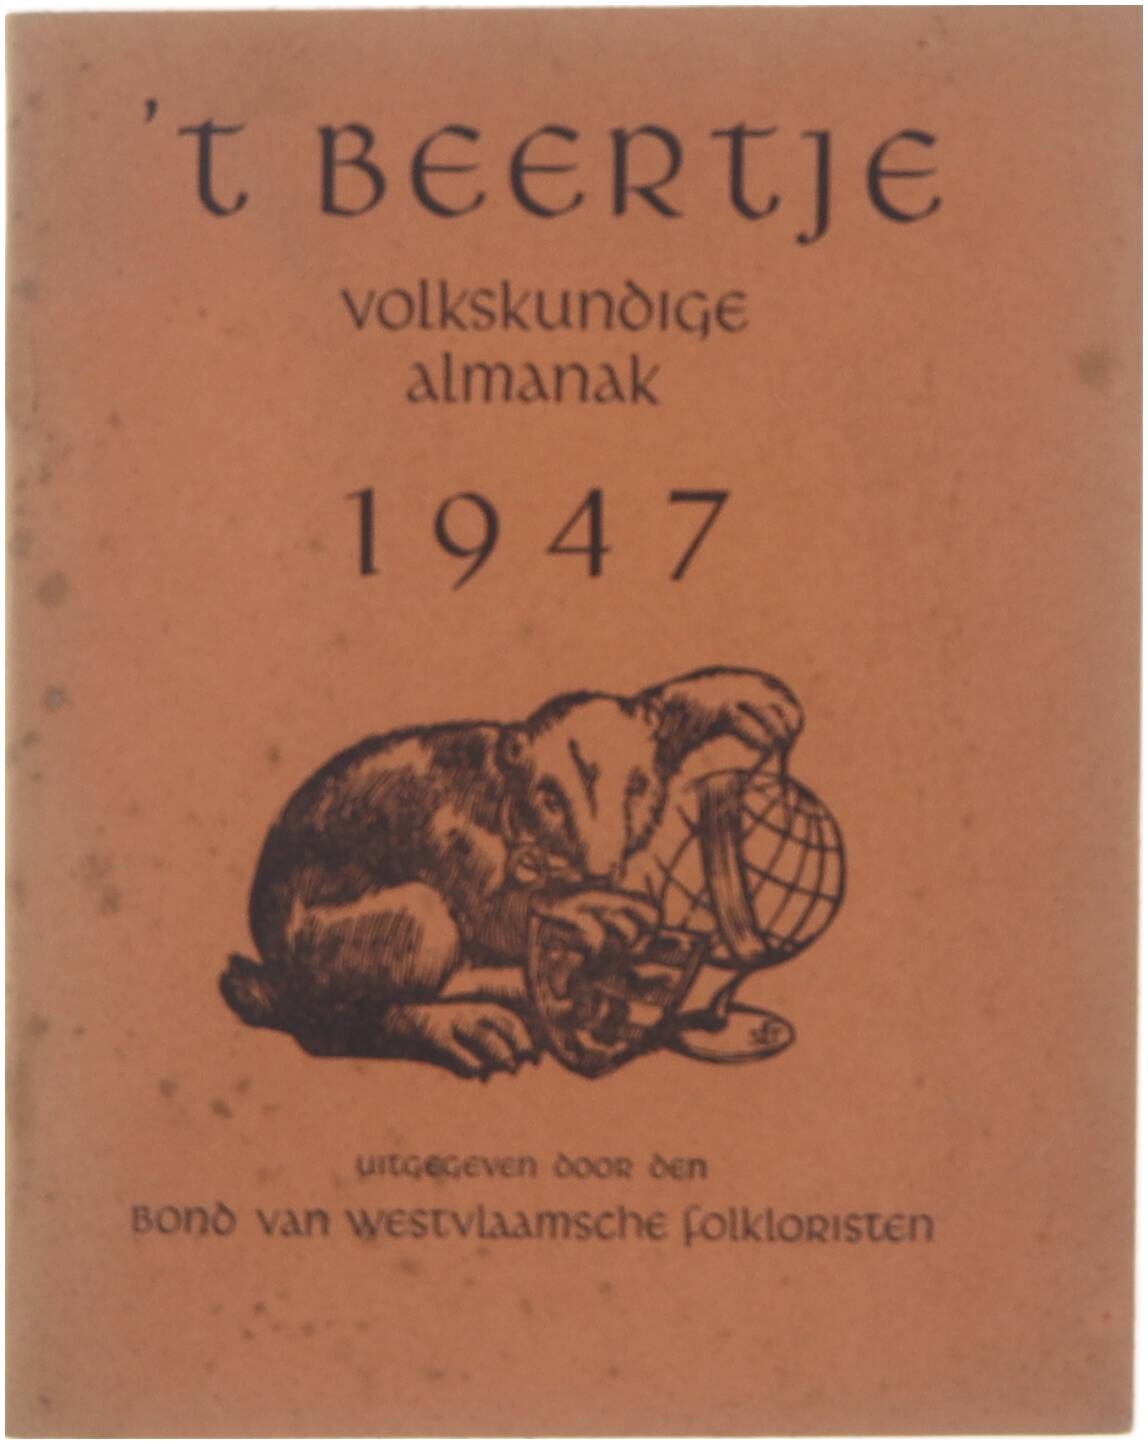 't BEERTJE
volkskundige
almanak
1947
uitgegeven door den
Bond van Westvlaamsche folkloristen